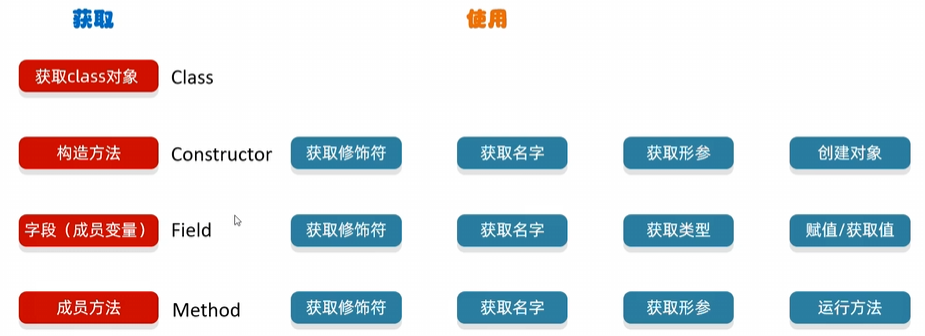 获取 使用
获取class对象 Class
构造方法 Constructor 获取修饰符 获取名字 获取形参 创建对象
字段（成员变量） Field 获取修饰符 获取名字 获取类型 赋值/获取值
成员方法 Method 获取修饰符 获取名字 获取形参 运行方法